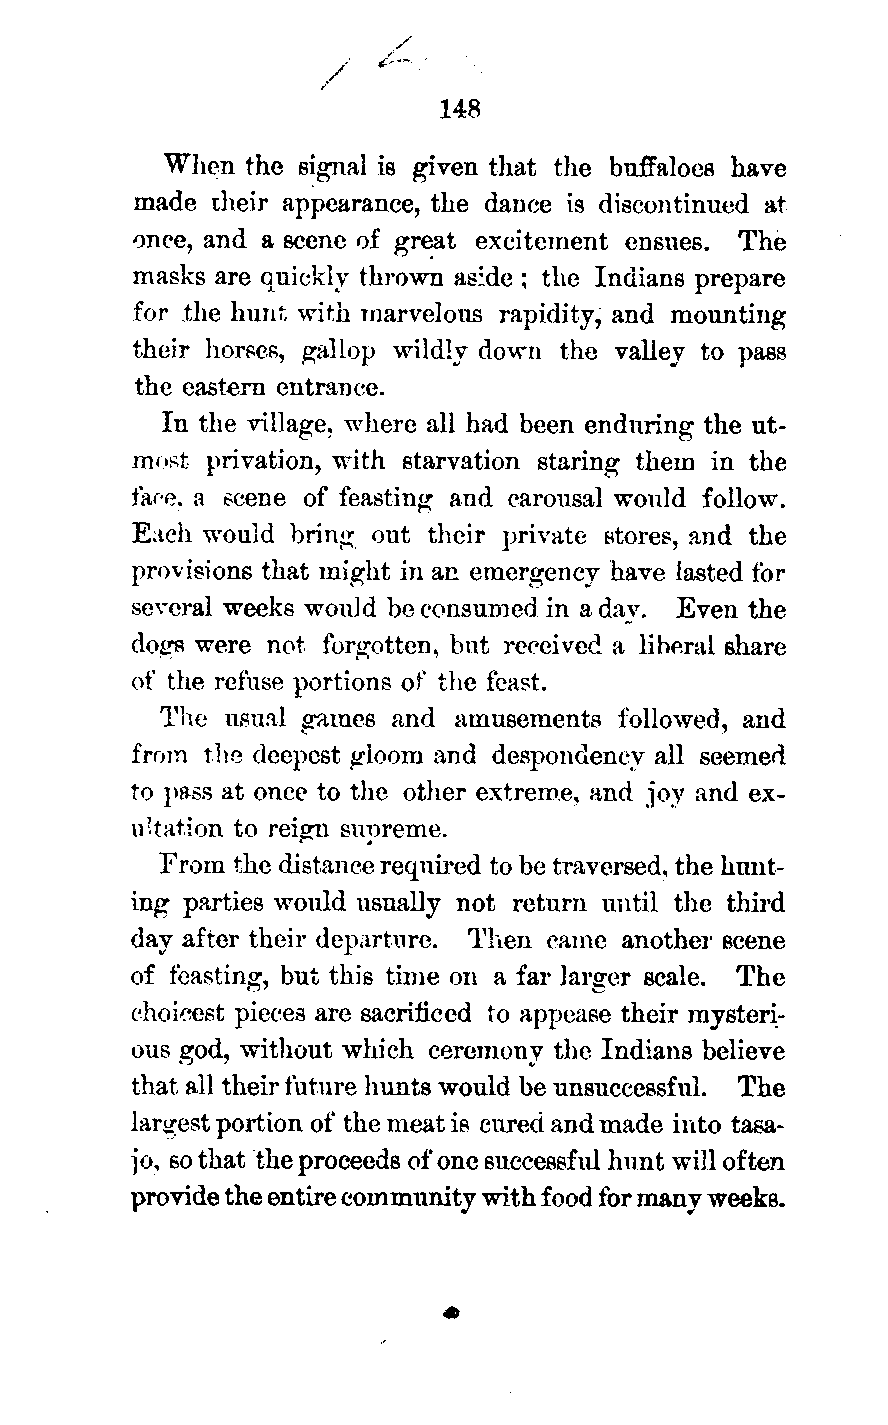 148
When the signal is given that the buffaloes have
made their appearance, the dance is discontinued at
once, and a scene of great excitement ensues. The
masks are quickly thrown aside ; the Indians prepare
for the hunt with marvelous rapidity, and mounting
their horses, gallop wildly down the valley to pass
the eastern entrance.
In the village, where all had been enduring the ut-
most privation, with starvation staring them in the
face, a scene of feasting and carousal would follow.
Each would bring out their private stores, and the
provisions that might in an emergency have lasted for
several weeks would be consumed in a day. Even the
dogs were not forgotten, but received a liberal share
of the refuse portions of the feast.
The usual games and amusements followed, and
from the deepest gloom and despondency all seemed
to pass at once to the other extreme, and joy and ex-
ultation to reign supreme.
From the distance required to be traversed, the hunt-
ing parties would usually not return until the third
day after their departure. Then came another scene
of feasting, but this time on a far larger scale. The
choicest pieces are sacrificed to appease their mysteri-
ous god, without which ceremony the Indians believe
that all their future hunts would be unsuccessful. The
largest portion of the meat is cured and made into tasa-
jo, so that the proceeds of one successful hunt will often
provide the entire community with food for many weeks.